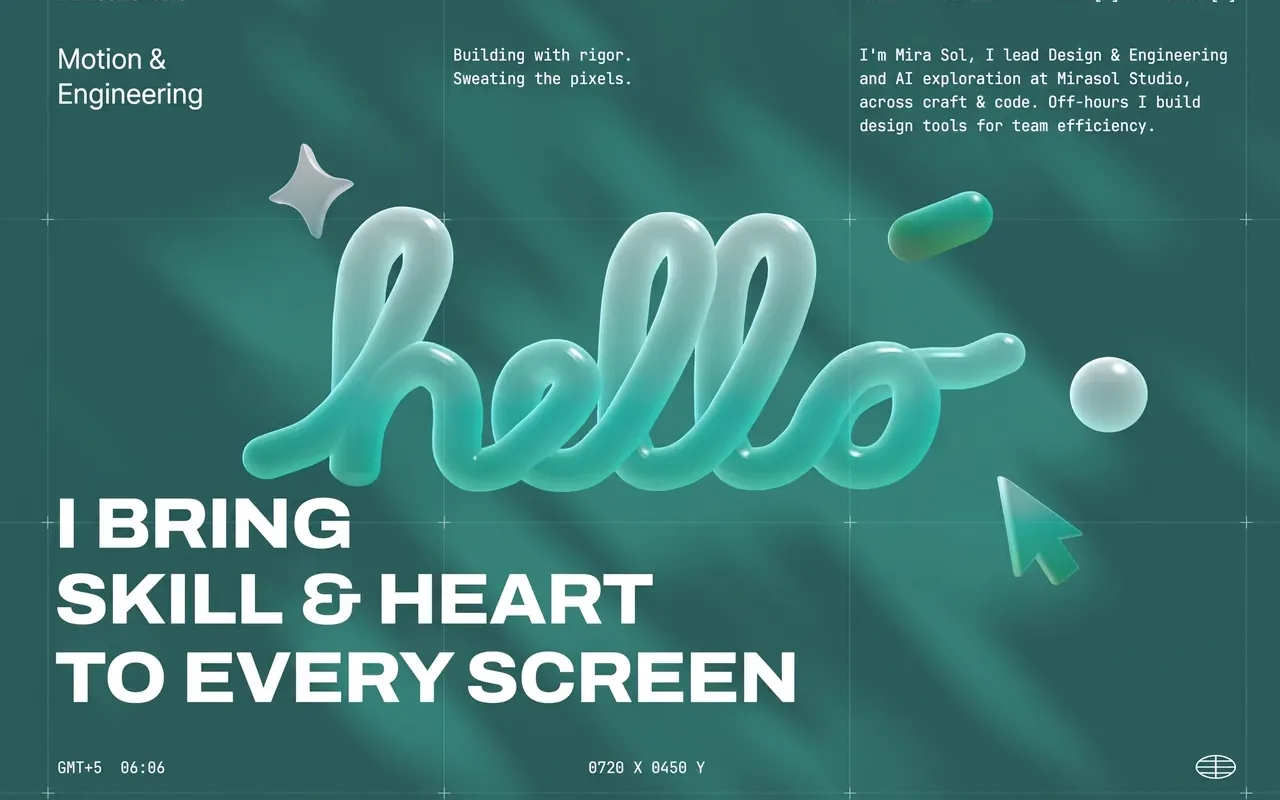 Motion &
Engineering
Building with rigor.
Sweating the pixels.
I'm Mira Sol, I lead Design & Engineering
and AI exploration at Mirasol Studio,
across craft & code. Off-hours I build
design tools for team efficiency.
hello
I BRING
SKILL & HEART
TO EVERY SCREEN
GMT+5 06:06
0720 X 0450 Y